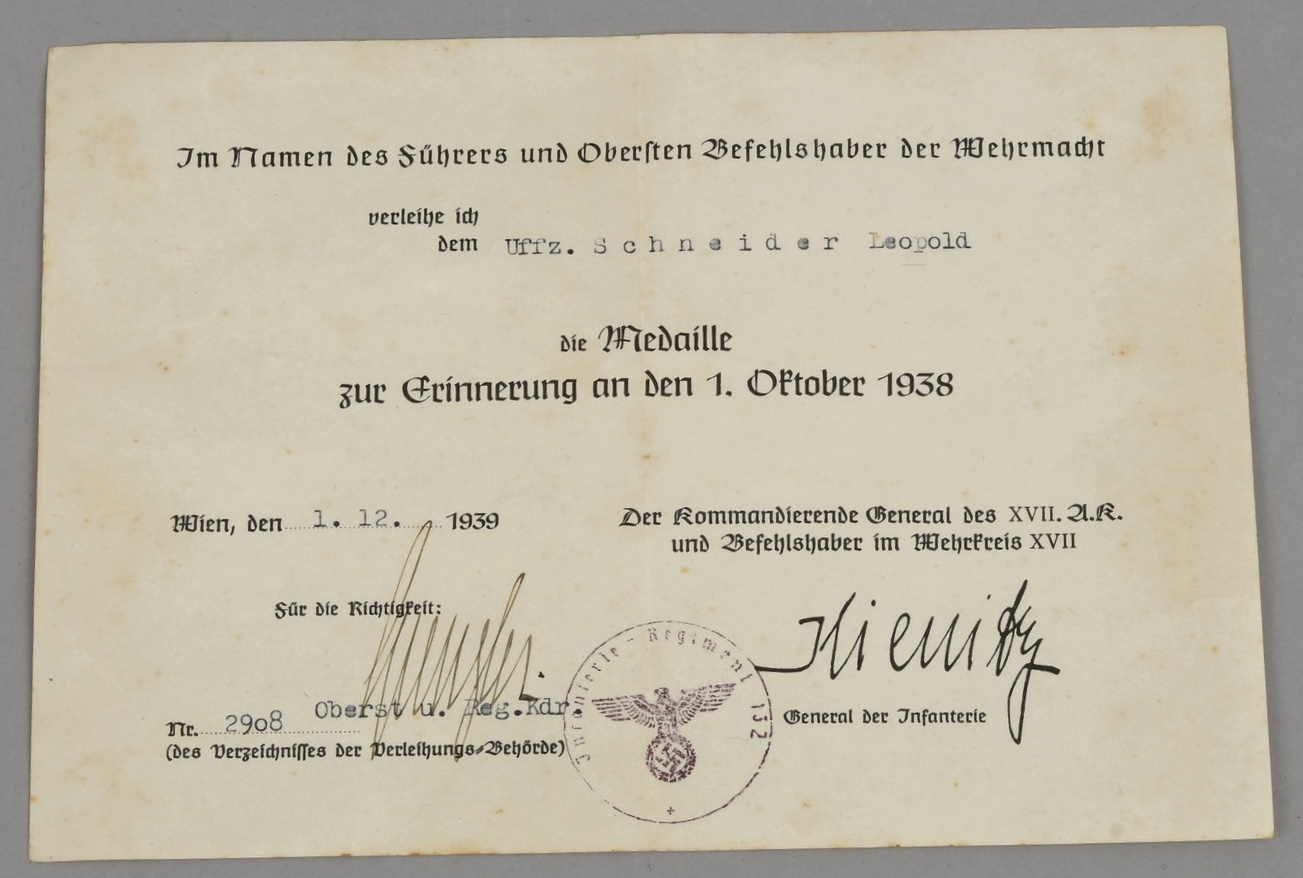 Im Namen des Führers und Obersten Befehlshaber der Wehrmacht
verleihe ich
dem Uffz. Schneider Leopold
die Medaille
zur Erinnerung an den 1. Oktober 1938
Wien, den 1. 12. 1939
Der Kommandierende General des XVII. A.K.
und Befehlshaber im Wehrkreis XVII
Für die Richtigkeit:
Kienitz
Oberst u. Reg.Kdr
General der Infanterie
Nr. 2908
(des Verzeichnisses der Verleihungs-Behörde)
Infanterie-Regiment 132